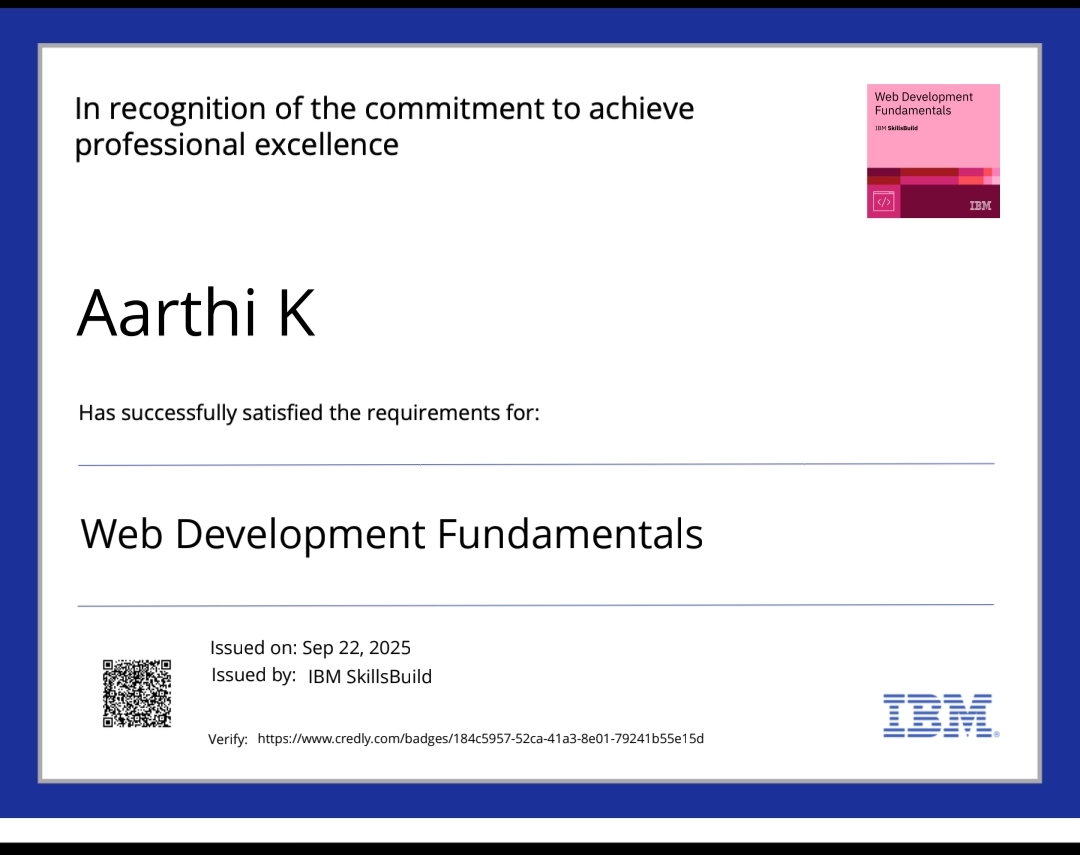 In recognition of the commitment to achieve
professional excellence
Web Development
Fundamentals
IBM SkillsBuild
</>
IBM
Aarthi K
Has successfully satisfied the requirements for:
Web Development Fundamentals
Issued on: Sep 22, 2025
Issued by: IBM SkillsBuild
Verify: https://www.credly.com/badges/184c5957-52ca-41a3-8e01-79241b55e15d
IBM®